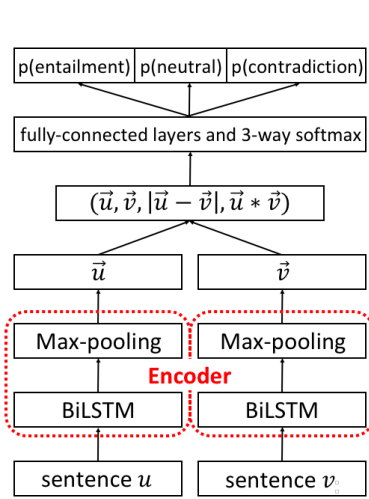 p(entailment) p(neutral) p(contradiction)
fully-connected layers and 3-way softmax
(u⃗, v⃗, |u⃗ − v⃗|, u⃗ * v⃗)
u⃗ v⃗
Max-pooling Max-pooling
Encoder
BiLSTM BiLSTM
sentence u sentence v